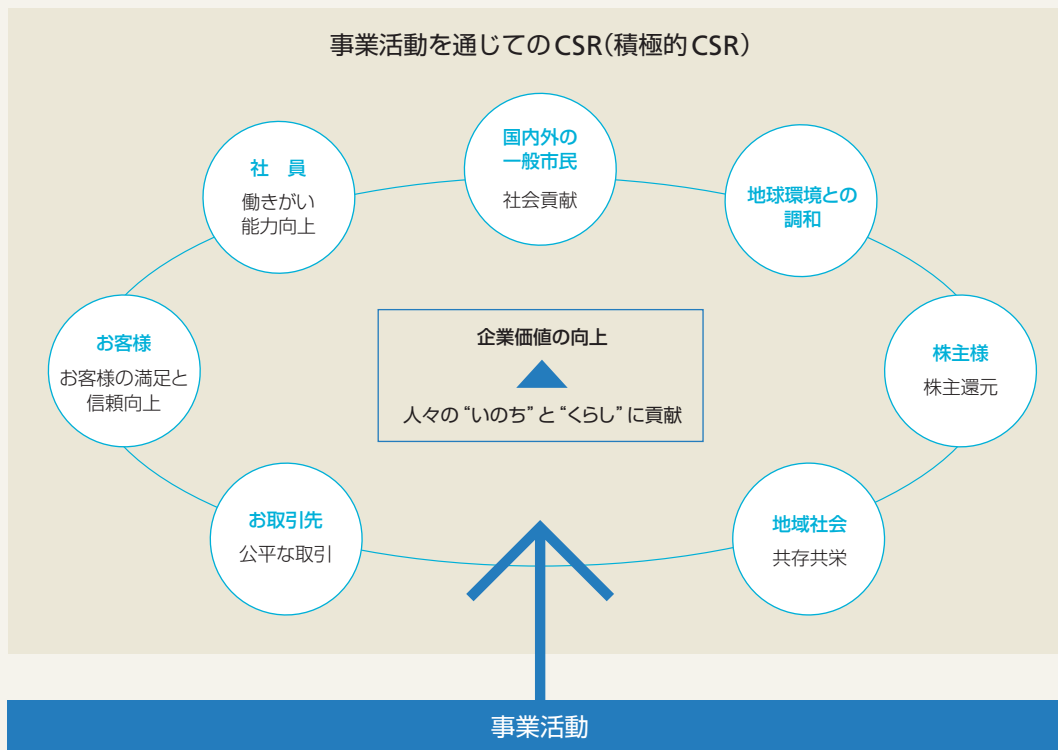 事業活動を通じてのCSR(積極的CSR)
国内外の
一般市民
社会貢献
社　員
働きがい
能力向上
地球環境との
調和
お客様
お客様の満足と
信頼向上
企業価値の向上
人々の“いのち”と“くらし”に貢献
株主様
株主還元
お取引先
公平な取引
地域社会
共存共栄
事業活動